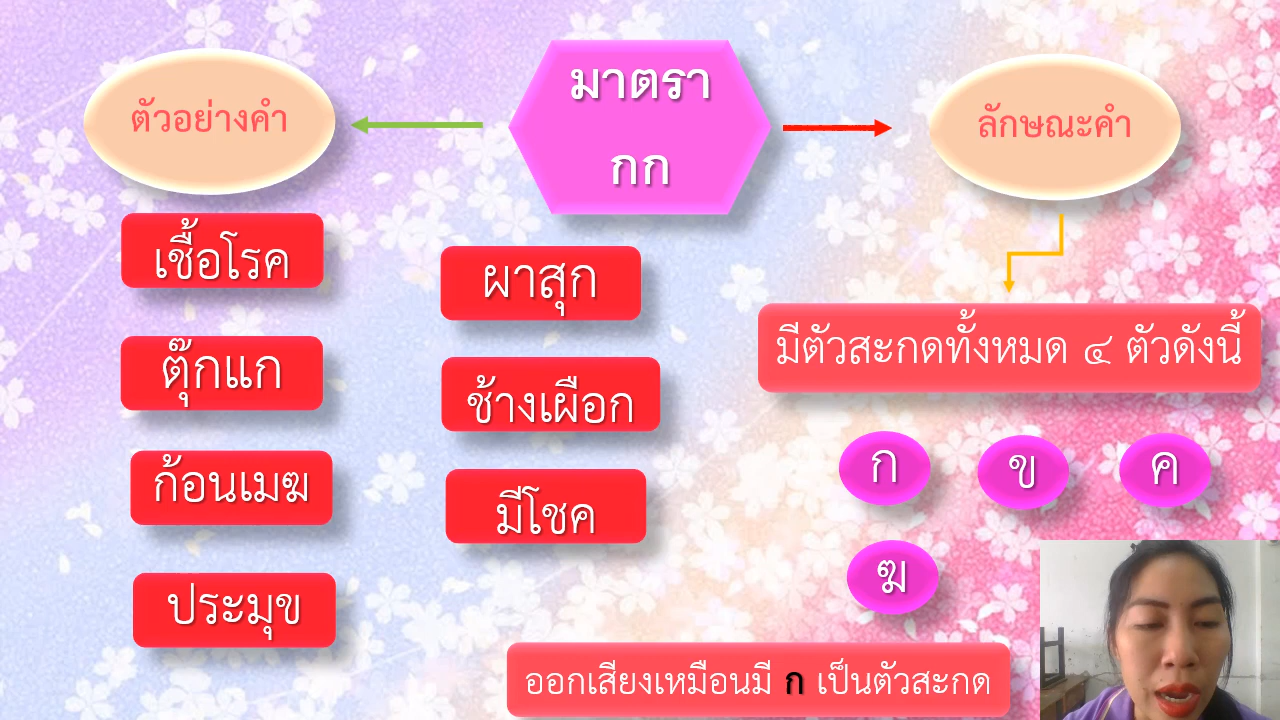 มาตรา
กก
ตัวอย่างคำ
เชื้อโรค
ตุ๊กแก
ก้อนเมฆ
ประมุข
ผาสุก
ช้างเผือก
มีโชค
ลักษณะคำ
มีตัวสะกดทั้งหมด ๔ ตัวดังนี้
ก ข ค
ฆ
ออกเสียงเหมือนมี ก เป็นตัวสะกด